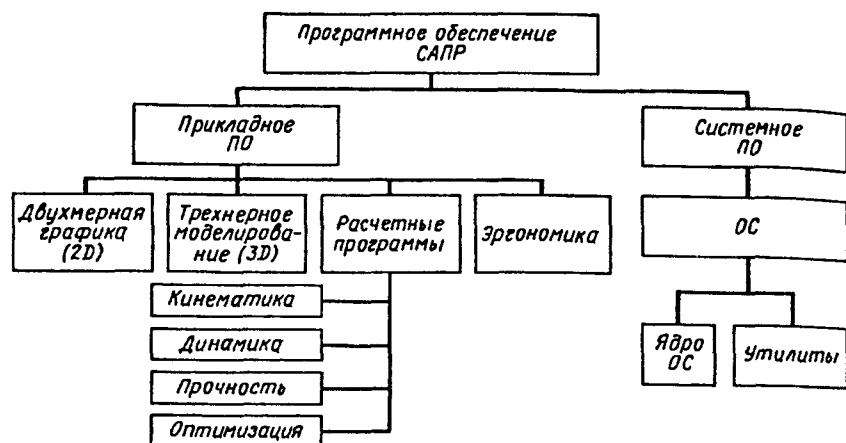 Программное обеспечение
САПР
Прикладное
ПО
Системное
ПО
Двухмерная
графика
(2D)
Трехнерное
моделирова-
ние (3D)
Расчетные
программы
Эргономика
ОС
Кинематика
Динамика
Прочность
Оптимизация
Ядро
ОС
Утилиты